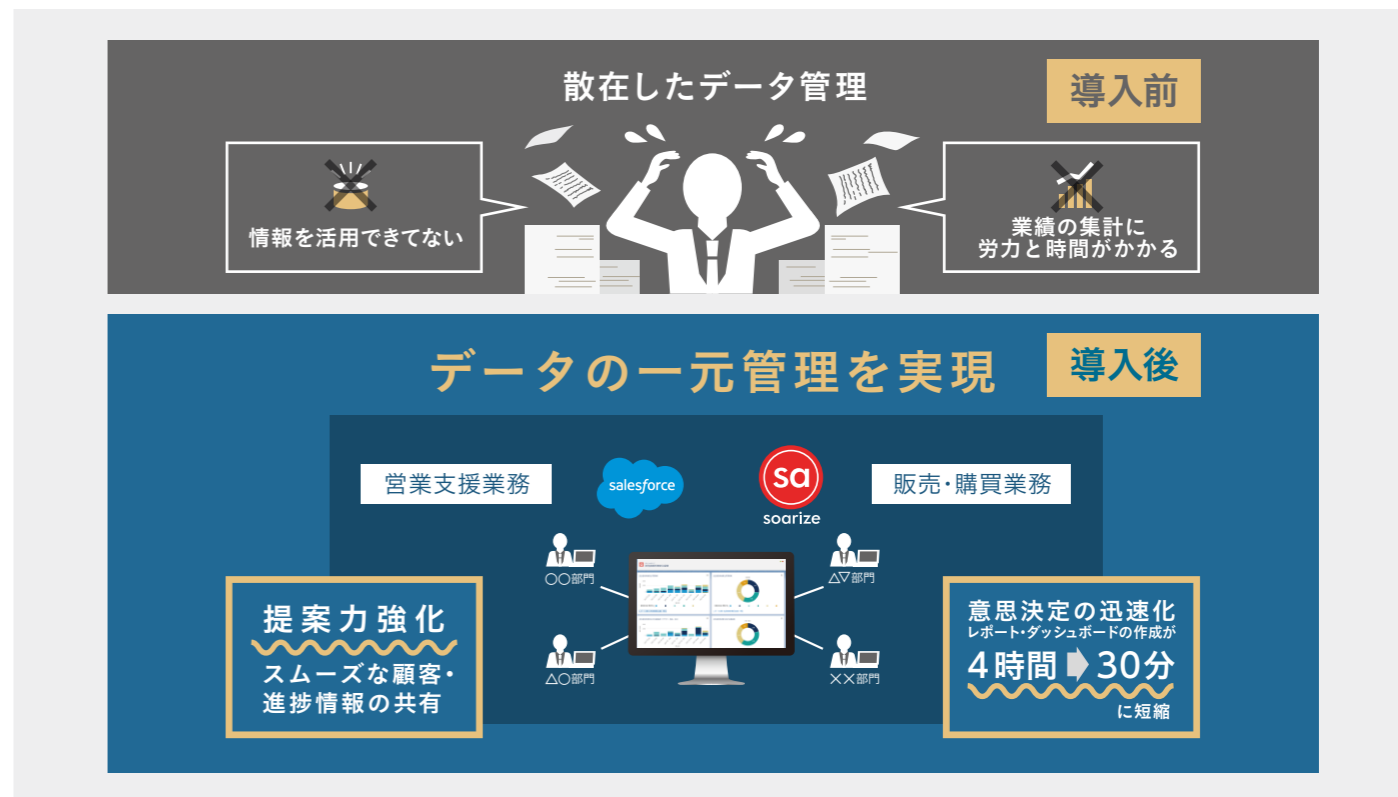 散在したデータ管理
導入前
情報を活用できてない
業績の集計に
労力と時間がかかる
データの一元管理を実現
導入後
営業支援業務
salesforce
sa
soarize
販売・購買業務
〇〇部門
△▽部門
△〇部門
××部門
提案力強化
スムーズな顧客・
進捗情報の共有
意思決定の迅速化
レポート・ダッシュボードの作成が
4時間 30分
に短縮